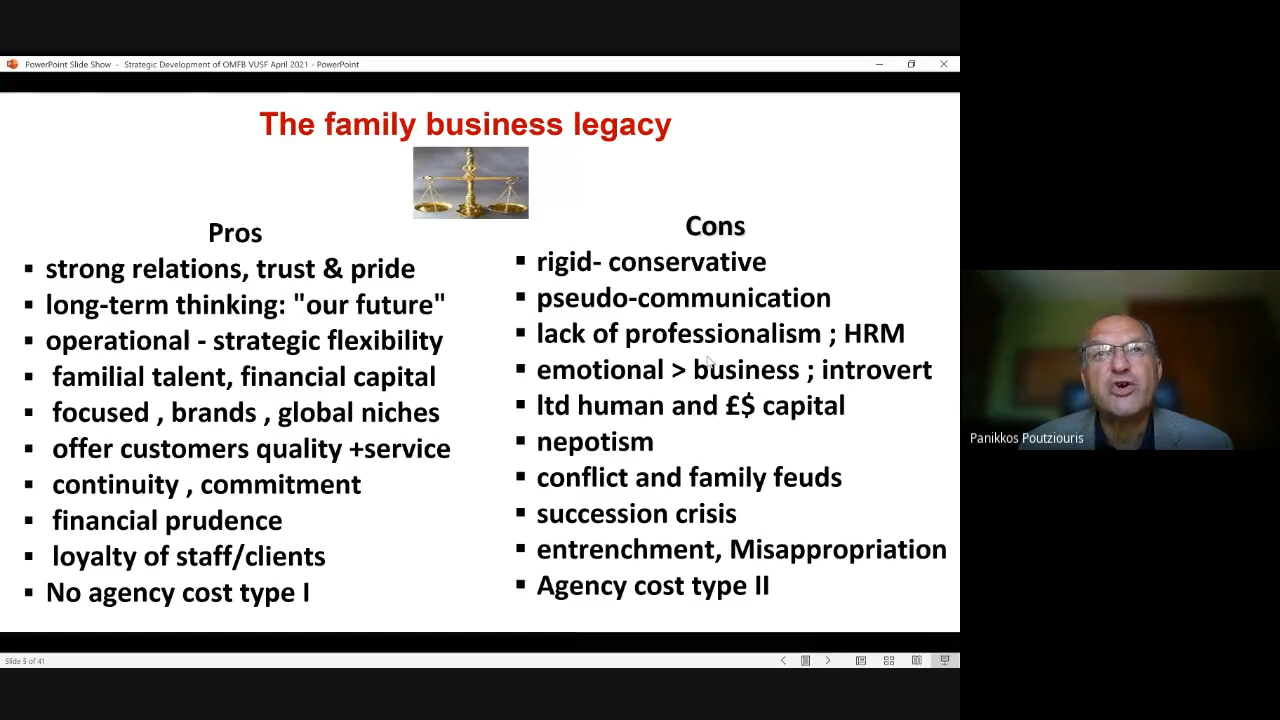 PowerPoint Slide Show - Strategic Development of OMFB VUSF April 2021 - PowerPoint
The family business legacy
Pros
▪ strong relations, trust & pride
▪ long-term thinking: "our future"
▪ operational - strategic flexibility
▪ familial talent, financial capital
▪ focused , brands , global niches
▪ offer customers quality +service
▪ continuity , commitment
▪ financial prudence
▪ loyalty of staff/clients
▪ No agency cost type I
Cons
▪ rigid- conservative
▪ pseudo-communication
▪ lack of professionalism ; HRM
▪ emotional > business ; introvert
▪ ltd human and £$ capital
▪ nepotism
▪ conflict and family feuds
▪ succession crisis
▪ entrenchment, Misappropriation
▪ Agency cost type II
Panikkos Poutziouris
Slide 5 of 41